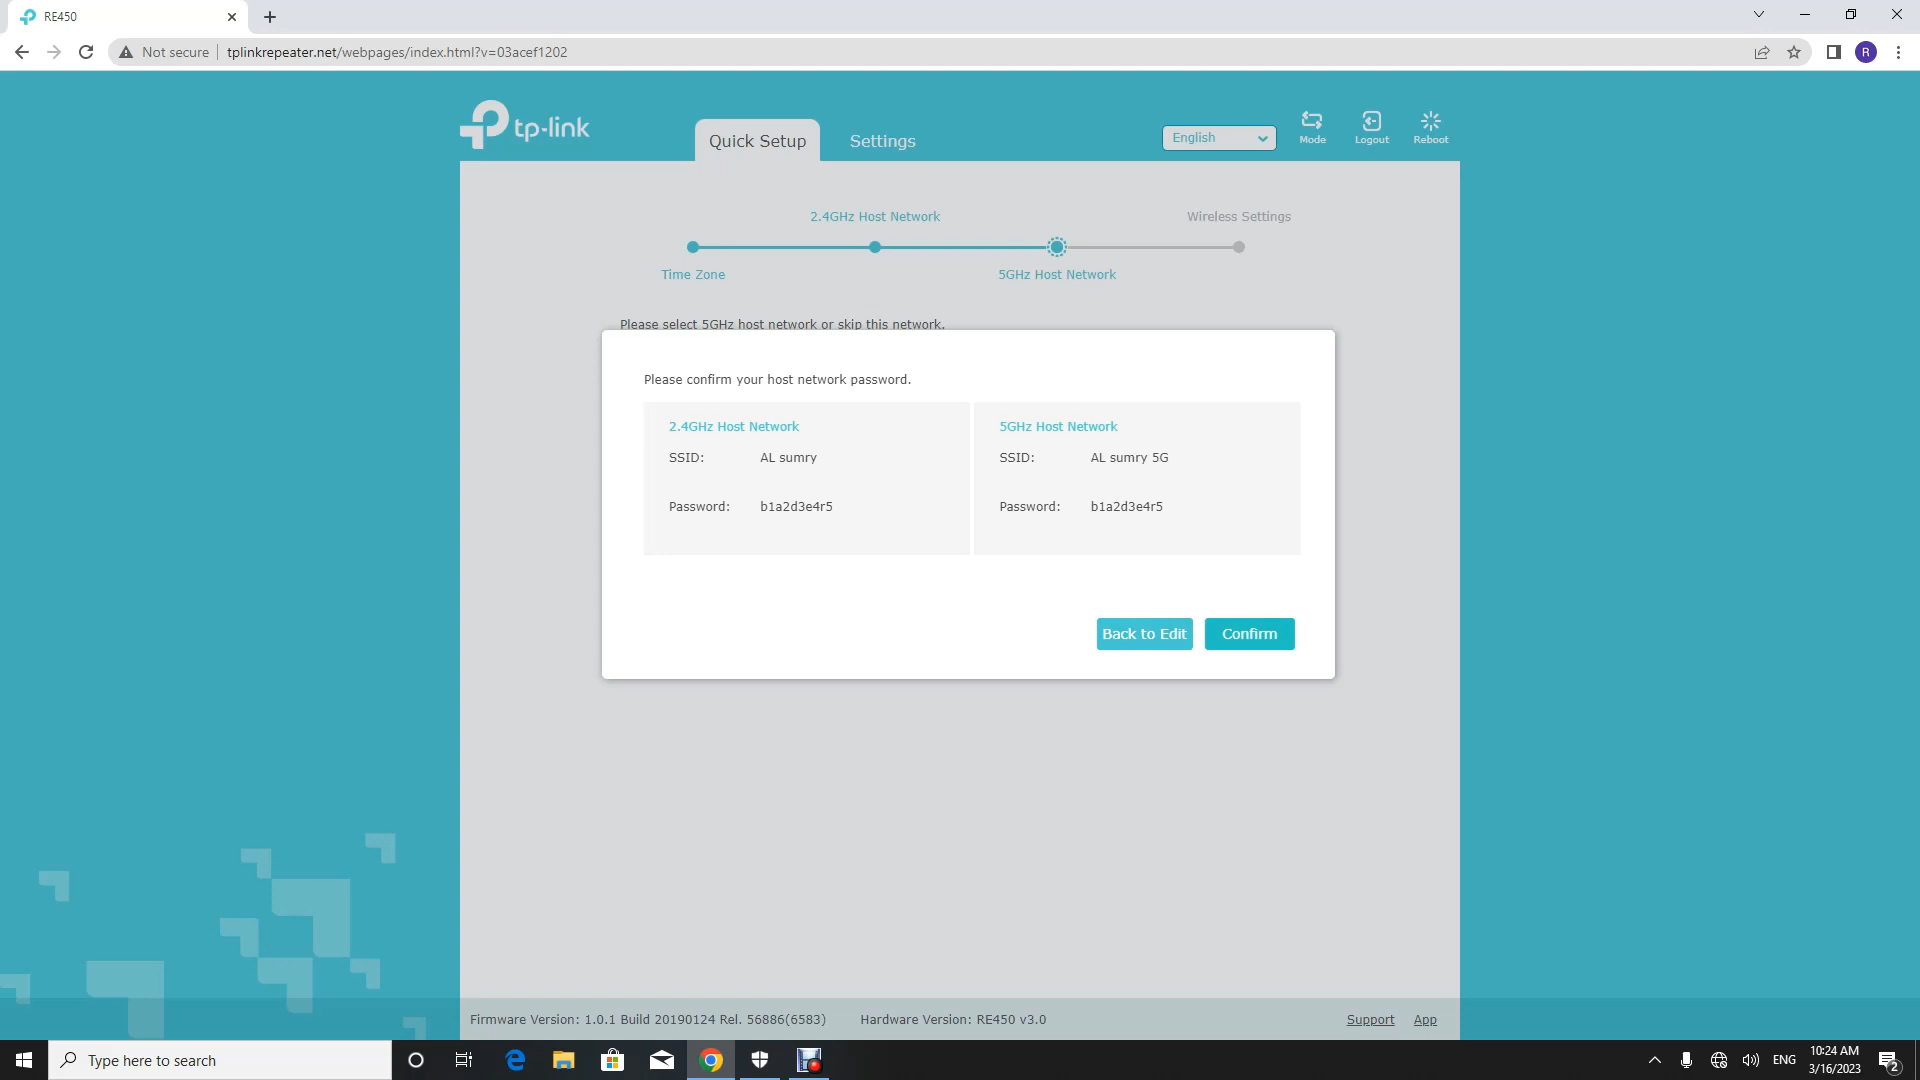 RE450
Not secure
tplinkrepeater.net/webpages/index.html?v=03acef1202
R
tp-link
Quick Setup
Settings
English
Mode
Logout
Reboot
2.4GHz Host Network
Wireless Settings
Time Zone
5GHz Host Network
Please select 5GHz host network or skip this network.
Please confirm your host network password.
2.4GHz Host Network
SSID: AL sumry
Password: b1a2d3e4r5
5GHz Host Network
SSID: AL sumry 5G
Password: b1a2d3e4r5
Back to Edit
Confirm
Firmware Version: 1.0.1 Build 20190124 Rel. 56886(6583)
Hardware Version: RE450 v3.0
Support
App
Type here to search
ENG
10:24 AM
3/16/2023
2